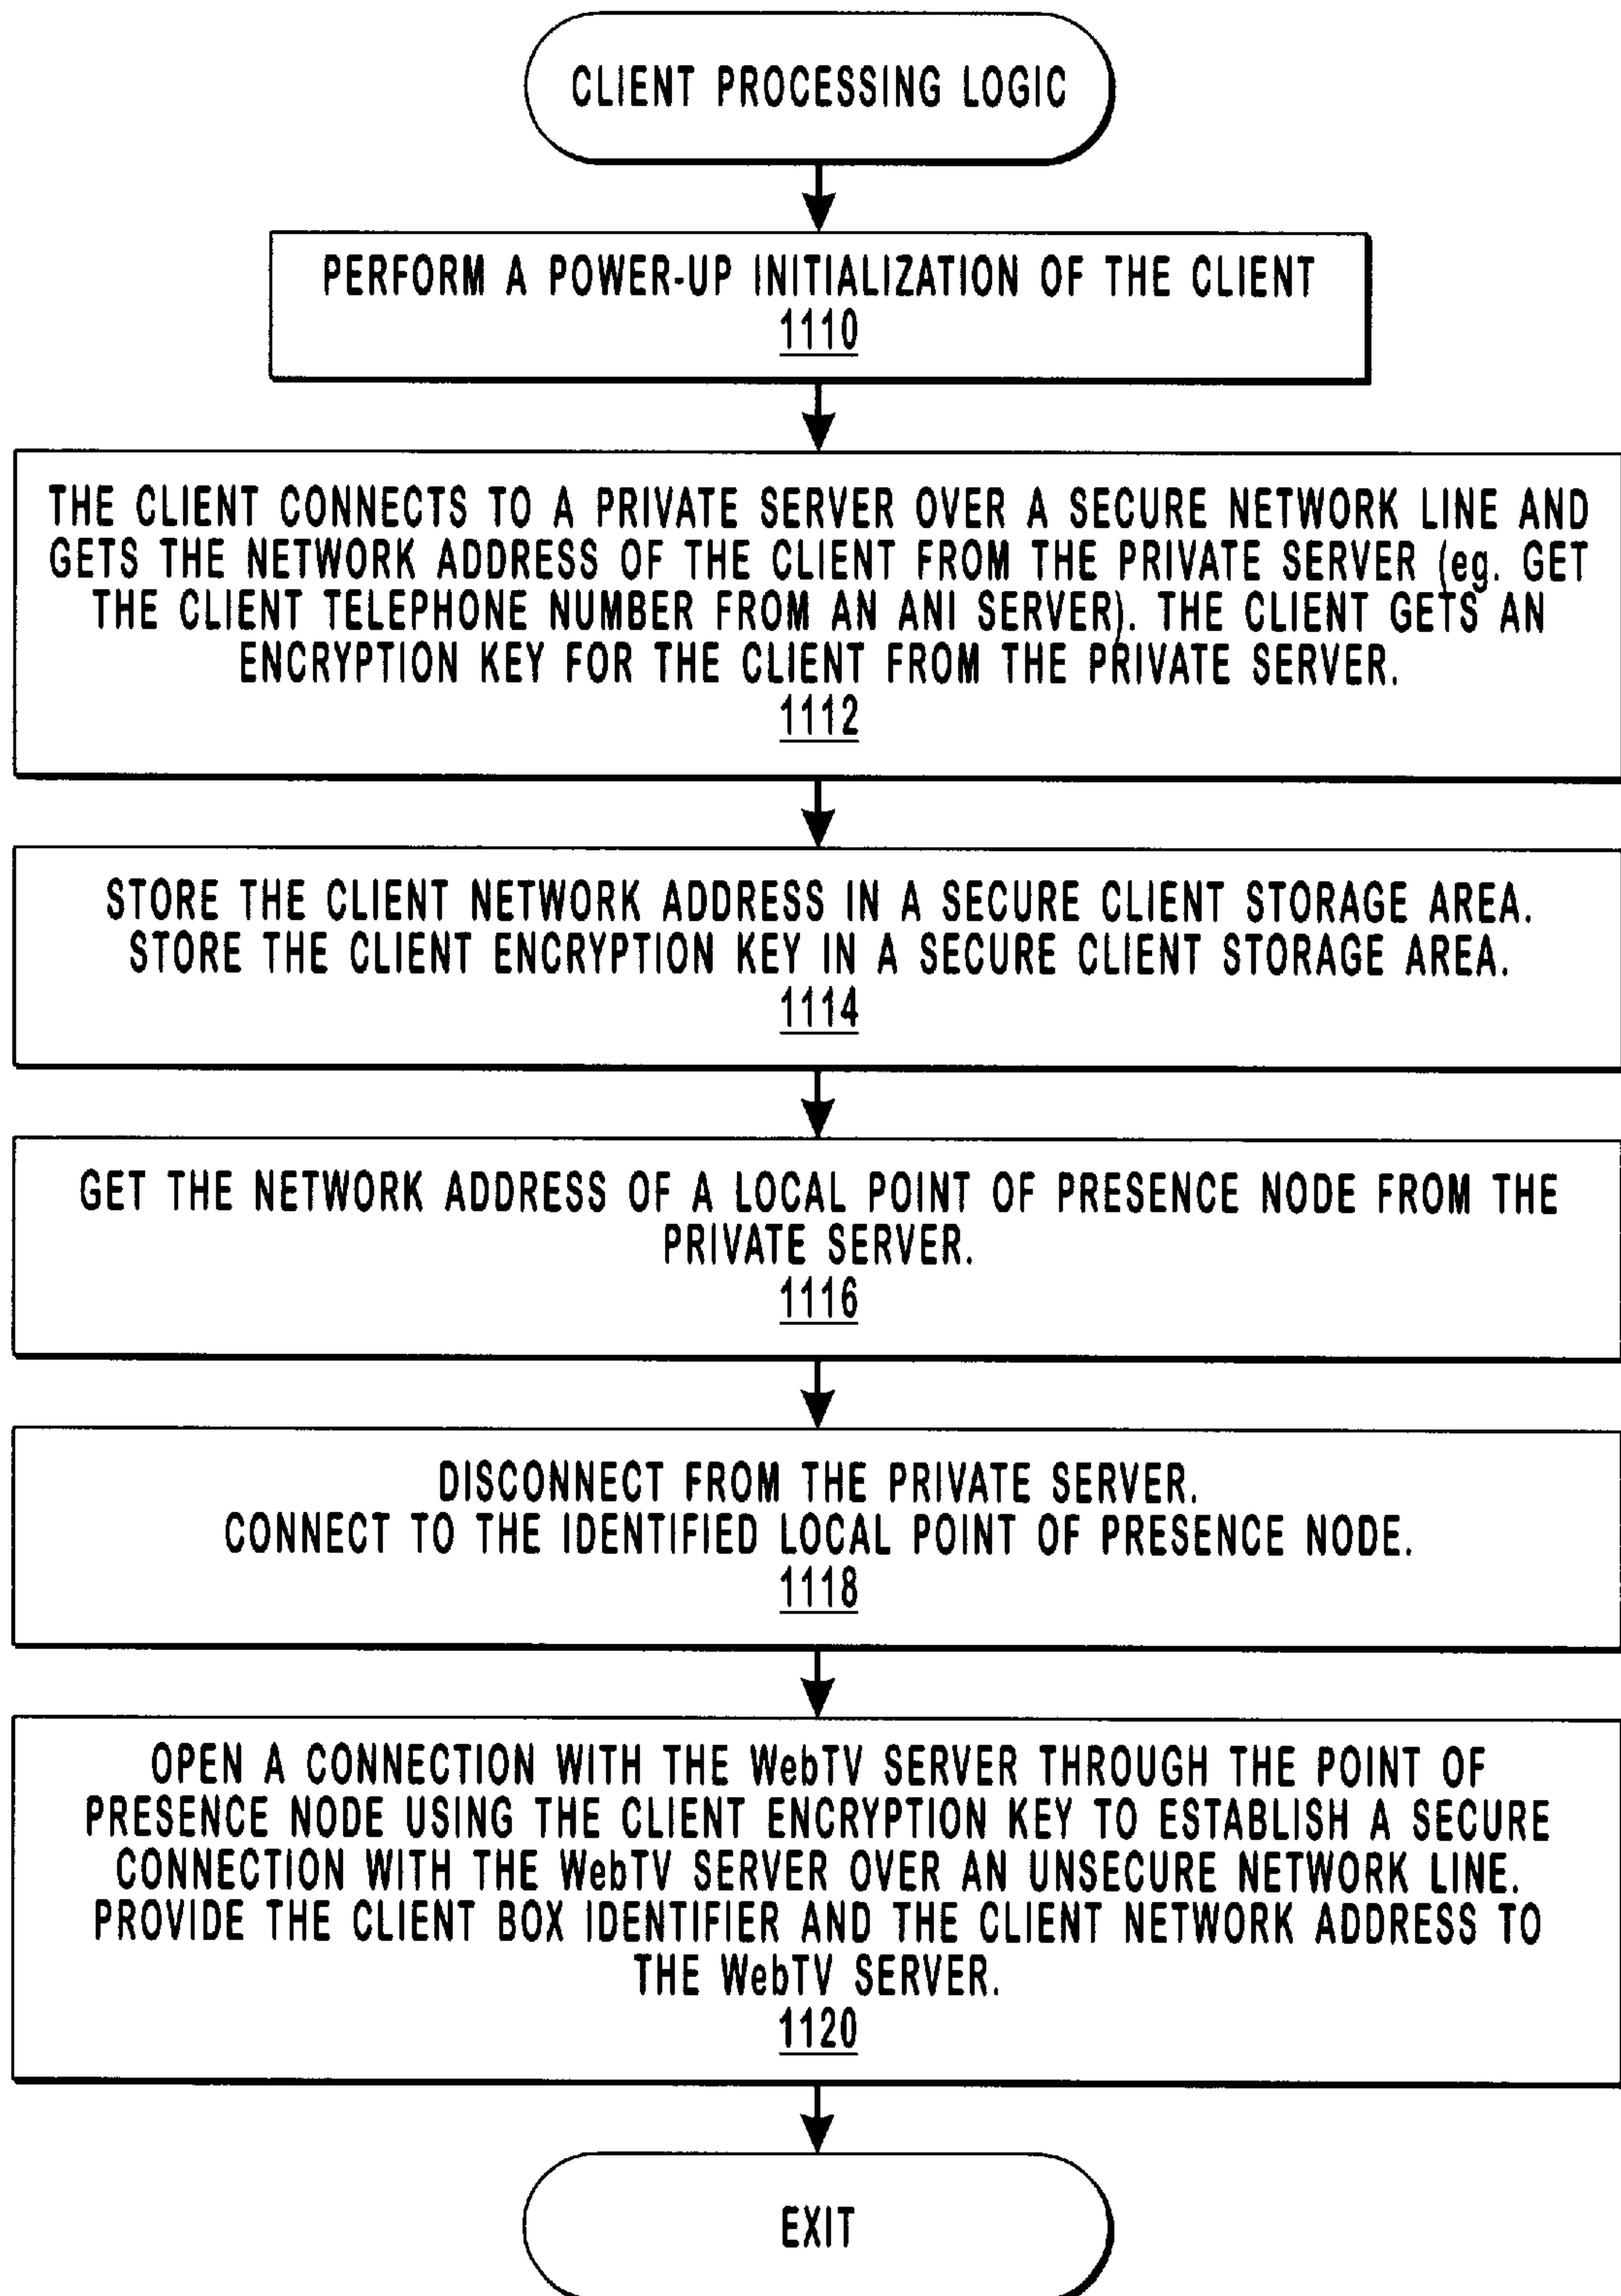 CLIENT PROCESSING LOGIC
PERFORM A POWER-UP INITIALIZATION OF THE CLIENT
1110
THE CLIENT CONNECTS TO A PRIVATE SERVER OVER A SECURE NETWORK LINE AND
GETS THE NETWORK ADDRESS OF THE CLIENT FROM THE PRIVATE SERVER (eg. GET
THE CLIENT TELEPHONE NUMBER FROM AN ANI SERVER). THE CLIENT GETS AN
ENCRYPTION KEY FOR THE CLIENT FROM THE PRIVATE SERVER.
1112
STORE THE CLIENT NETWORK ADDRESS IN A SECURE CLIENT STORAGE AREA.
STORE THE CLIENT ENCRYPTION KEY IN A SECURE CLIENT STORAGE AREA.
1114
GET THE NETWORK ADDRESS OF A LOCAL POINT OF PRESENCE NODE FROM THE
PRIVATE SERVER.
1116
DISCONNECT FROM THE PRIVATE SERVER.
CONNECT TO THE IDENTIFIED LOCAL POINT OF PRESENCE NODE.
1118
OPEN A CONNECTION WITH THE WebTV SERVER THROUGH THE POINT OF
PRESENCE NODE USING THE CLIENT ENCRYPTION KEY TO ESTABLISH A SECURE
CONNECTION WITH THE WebTV SERVER OVER AN UNSECURE NETWORK LINE.
PROVIDE THE CLIENT BOX IDENTIFIER AND THE CLIENT NETWORK ADDRESS TO
THE WebTV SERVER.
1120
EXIT